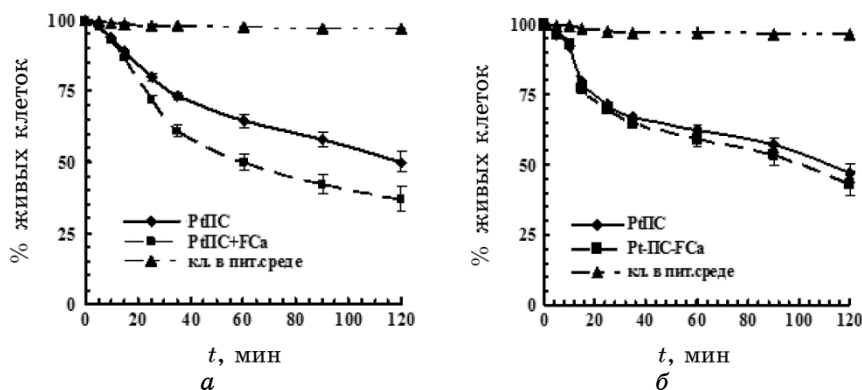 100
75
50
25
0
% живых клеток
PtПС
PtПС+FCa
кл. в пит.среде
0 20 40 60 80 100 120
t, мин
а
100
75
50
25
0
% живых клеток
PtПС
Pt-ПС-FCa
кл. в пит.среде
0 20 40 60 80 100 120
t, мин
б